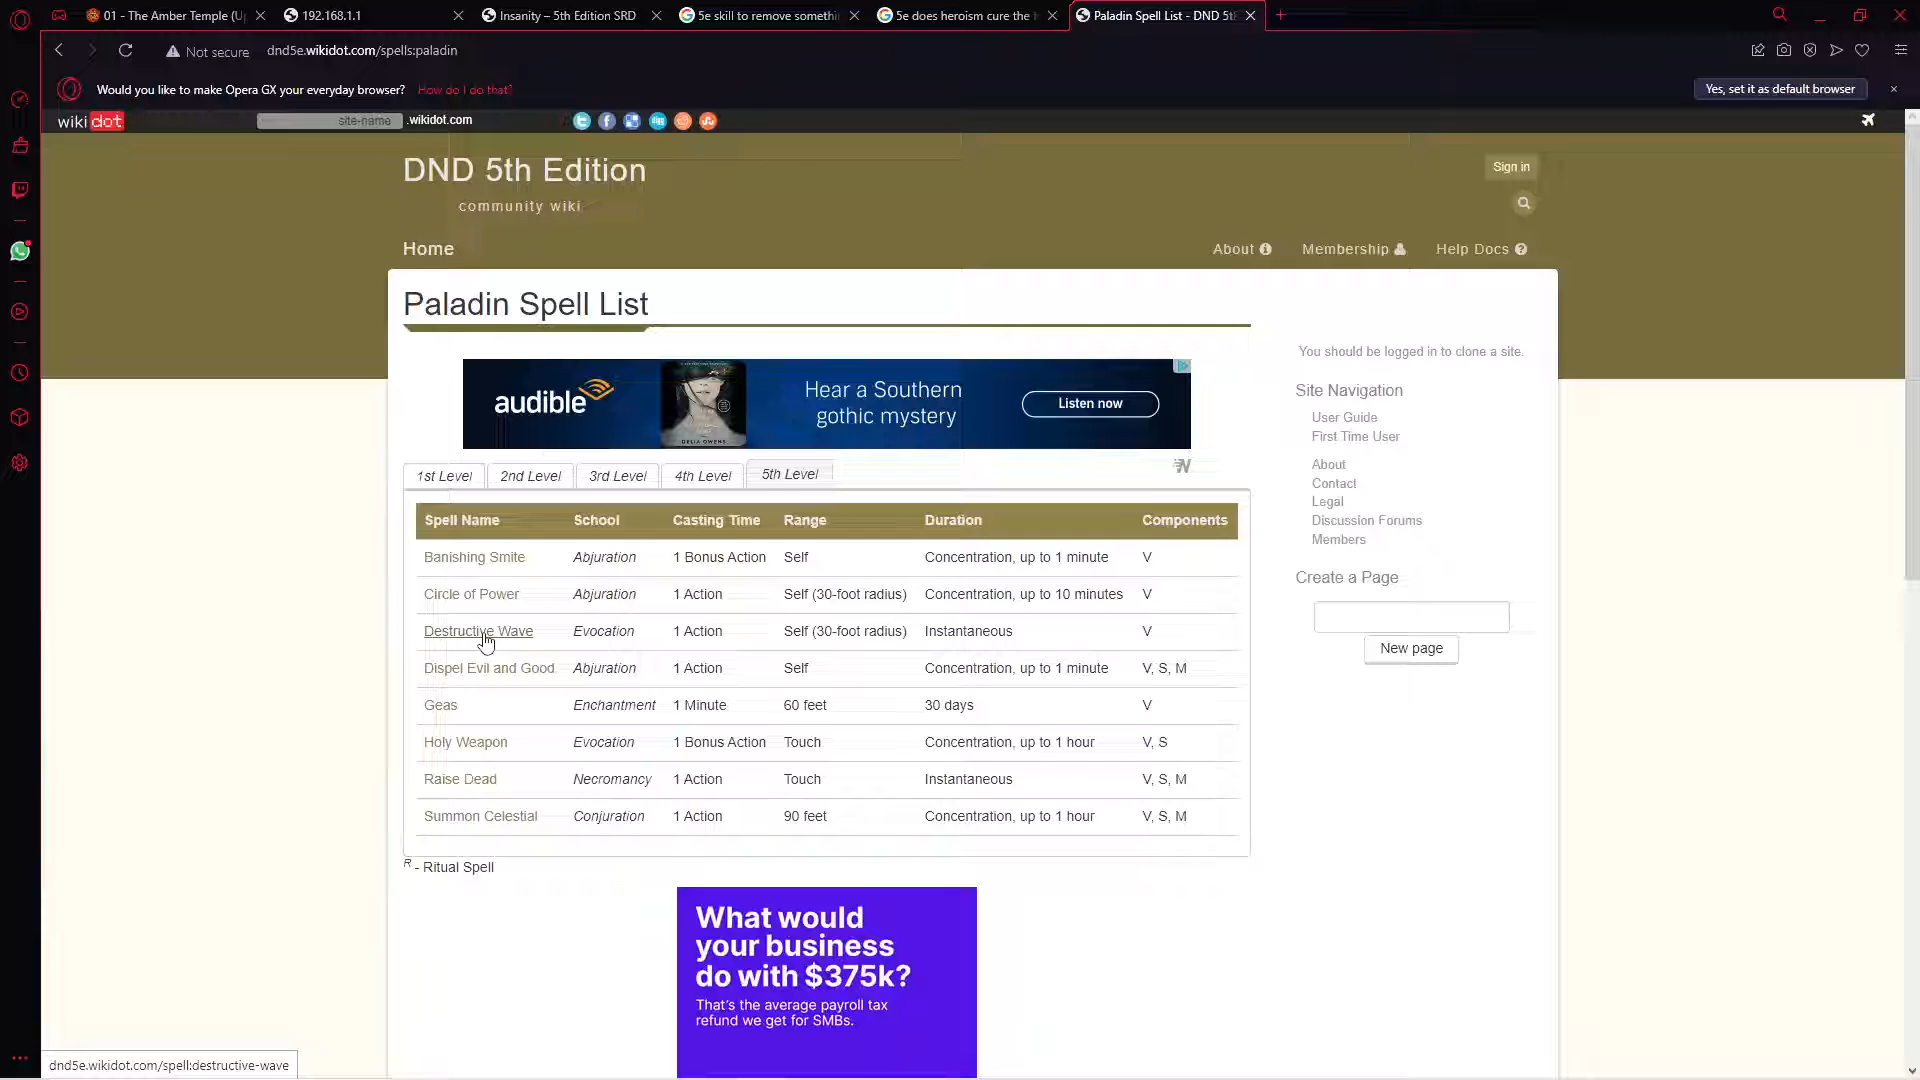 01 - The Amber Temple (U
192.168.1.1
Insanity – 5th Edition SRD
5e skill to remove somethi
5e does heroism cure the
Paladin Spell List - DND 5t
Not secure
dnd5e.wikidot.com/spells:paladin
Would you like to make Opera GX your everyday browser? How do I do that?
Yes, set it as default browser
wiki dot
site-name .wikidot.com
DND 5th Edition
Sign in
community wiki
Home
About
Membership
Help Docs
Paladin Spell List
You should be logged in to clone a site.
audible
Hear a Southern
gothic mystery
Listen now
DELIA OWENS
Site Navigation
User Guide
First Time User
About
Contact
Legal
Discussion Forums
Members
Create a Page
New page
1st Level 2nd Level 3rd Level 4th Level 5th Level
Spell Name School Casting Time Range Duration Components
Banishing Smite Abjuration 1 Bonus Action Self Concentration, up to 1 minute V
Circle of Power Abjuration 1 Action Self (30-foot radius) Concentration, up to 10 minutes V
Destructive Wave Evocation 1 Action Self (30-foot radius) Instantaneous V
Dispel Evil and Good Abjuration 1 Action Self Concentration, up to 1 minute V, S, M
Geas Enchantment 1 Minute 60 feet 30 days V
Holy Weapon Evocation 1 Bonus Action Touch Concentration, up to 1 hour V, S
Raise Dead Necromancy 1 Action Touch Instantaneous V, S, M
Summon Celestial Conjuration 1 Action 90 feet Concentration, up to 1 hour V, S, M
R - Ritual Spell
What would
your business
do with $375k?
That's the average payroll tax
refund we get for SMBs.
dnd5e.wikidot.com/spell:destructive-wave